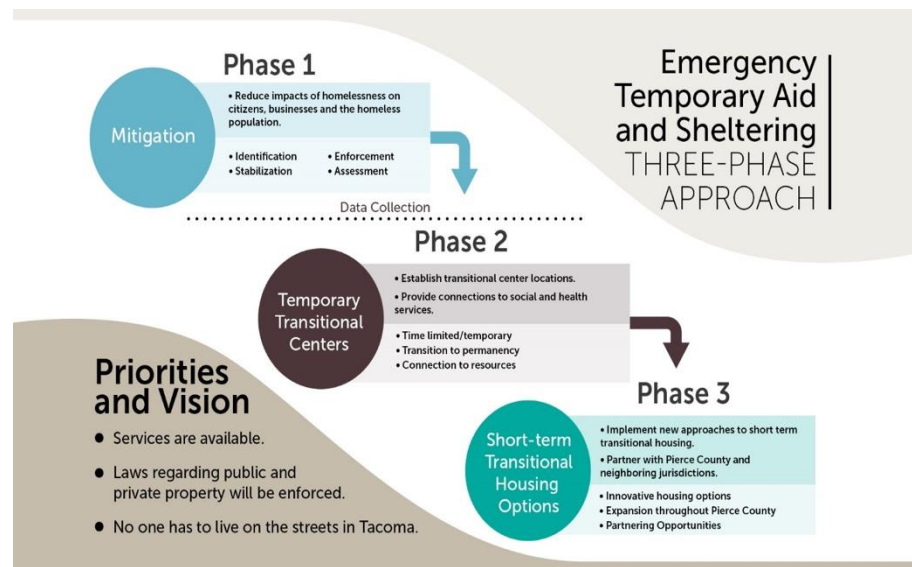 Emergency
Temporary Aid
and Sheltering
THREE-PHASE
APPROACH
Phase 1
Mitigation
• Reduce impacts of homelessness on
citizens, businesses and the homeless
population.
• Identification
• Stabilization
• Enforcement
• Assessment
Data Collection
Phase 2
Temporary
Transitional
Centers
• Establish transitional center locations.
• Provide connections to social and health
services.
• Time limited/temporary
• Transition to permanency
• Connection to resources
Phase 3
Short-term
Transitional
Housing
Options
• Implement new approaches to short term
transitional housing.
• Partner with Pierce County and
neighboring jurisdictions.
• Innovative housing options
• Expansion throughout Pierce County
• Partnering Opportunities
Priorities
and Vision
• Services are available.
• Laws regarding public and
private property will be enforced.
• No one has to live on the streets in Tacoma.